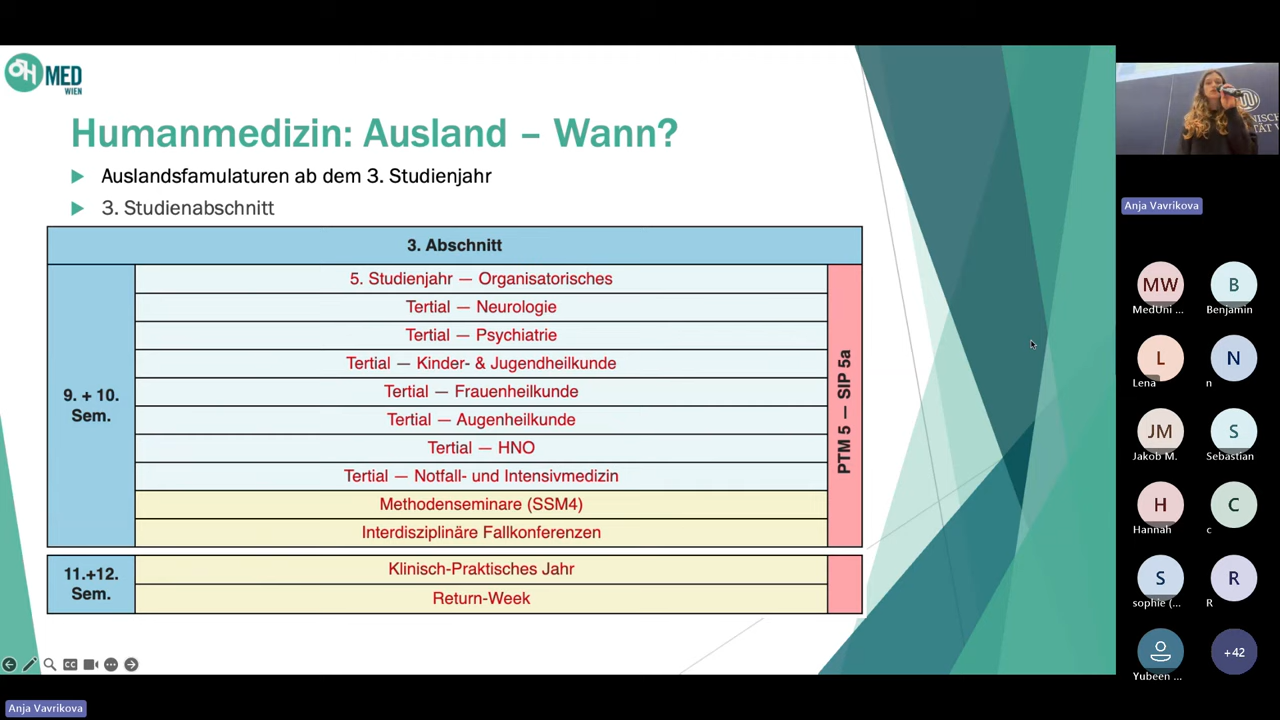 ÖH MED
WIEN
Humanmedizin: Ausland – Wann?
Auslandsfamulaturen ab dem 3. Studienjahr
3. Studienabschnitt
3. Abschnitt
9. + 10.
Sem.
5. Studienjahr — Organisatorisches
Tertial — Neurologie
Tertial — Psychiatrie
Tertial — Kinder- & Jugendheilkunde
Tertial — Frauenheilkunde
Tertial — Augenheilkunde
Tertial — HNO
Tertial — Notfall- und Intensivmedizin
Methodenseminare (SSM4)
Interdisziplinäre Fallkonferenzen
PTM 5 — SIP 5a
11.+12.
Sem.
Klinisch-Praktisches Jahr
Return-Week
CC
Anja Vavrikova
Anja Vavrikova
MW
MedUni ...
B
Benjamin
L
Lena
N
n
JM
Jakob M.
S
Sebastian
H
Hannah
C
c
S
sophie (...
R
R
Yubeen ...
+42